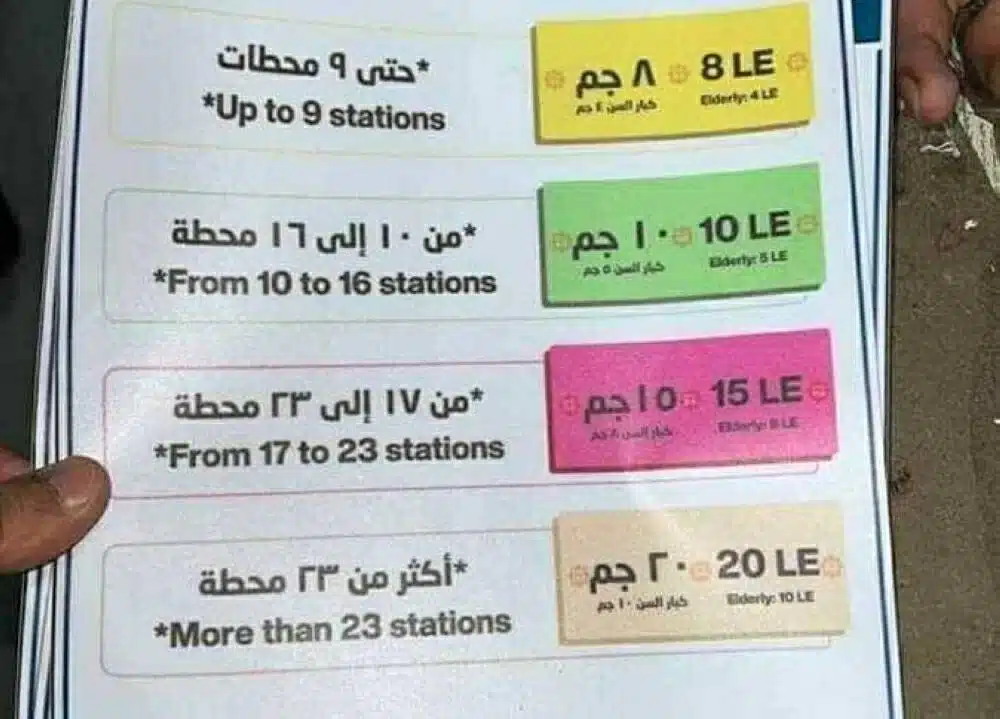 *حتى ٩ محطات
*Up to 9 stations
٨ جم
8 LE
كبار السن ٤ جم
Elderly: 4 LE
*من ١٠ إلى ١٦ محطة
*From 10 to 16 stations
١٠ جم
10 LE
كبار السن ٥ جم
Elderly: 5 LE
*من ١٧ إلى ٢٣ محطة
*From 17 to 23 stations
١٥ جم
15 LE
كبار السن ٨ جم
Elderly: 8 LE
*أكثر من ٢٣ محطة
*More than 23 stations
٢٠ جم
20 LE
كبار السن ١٠ جم
Elderly: 10 LE